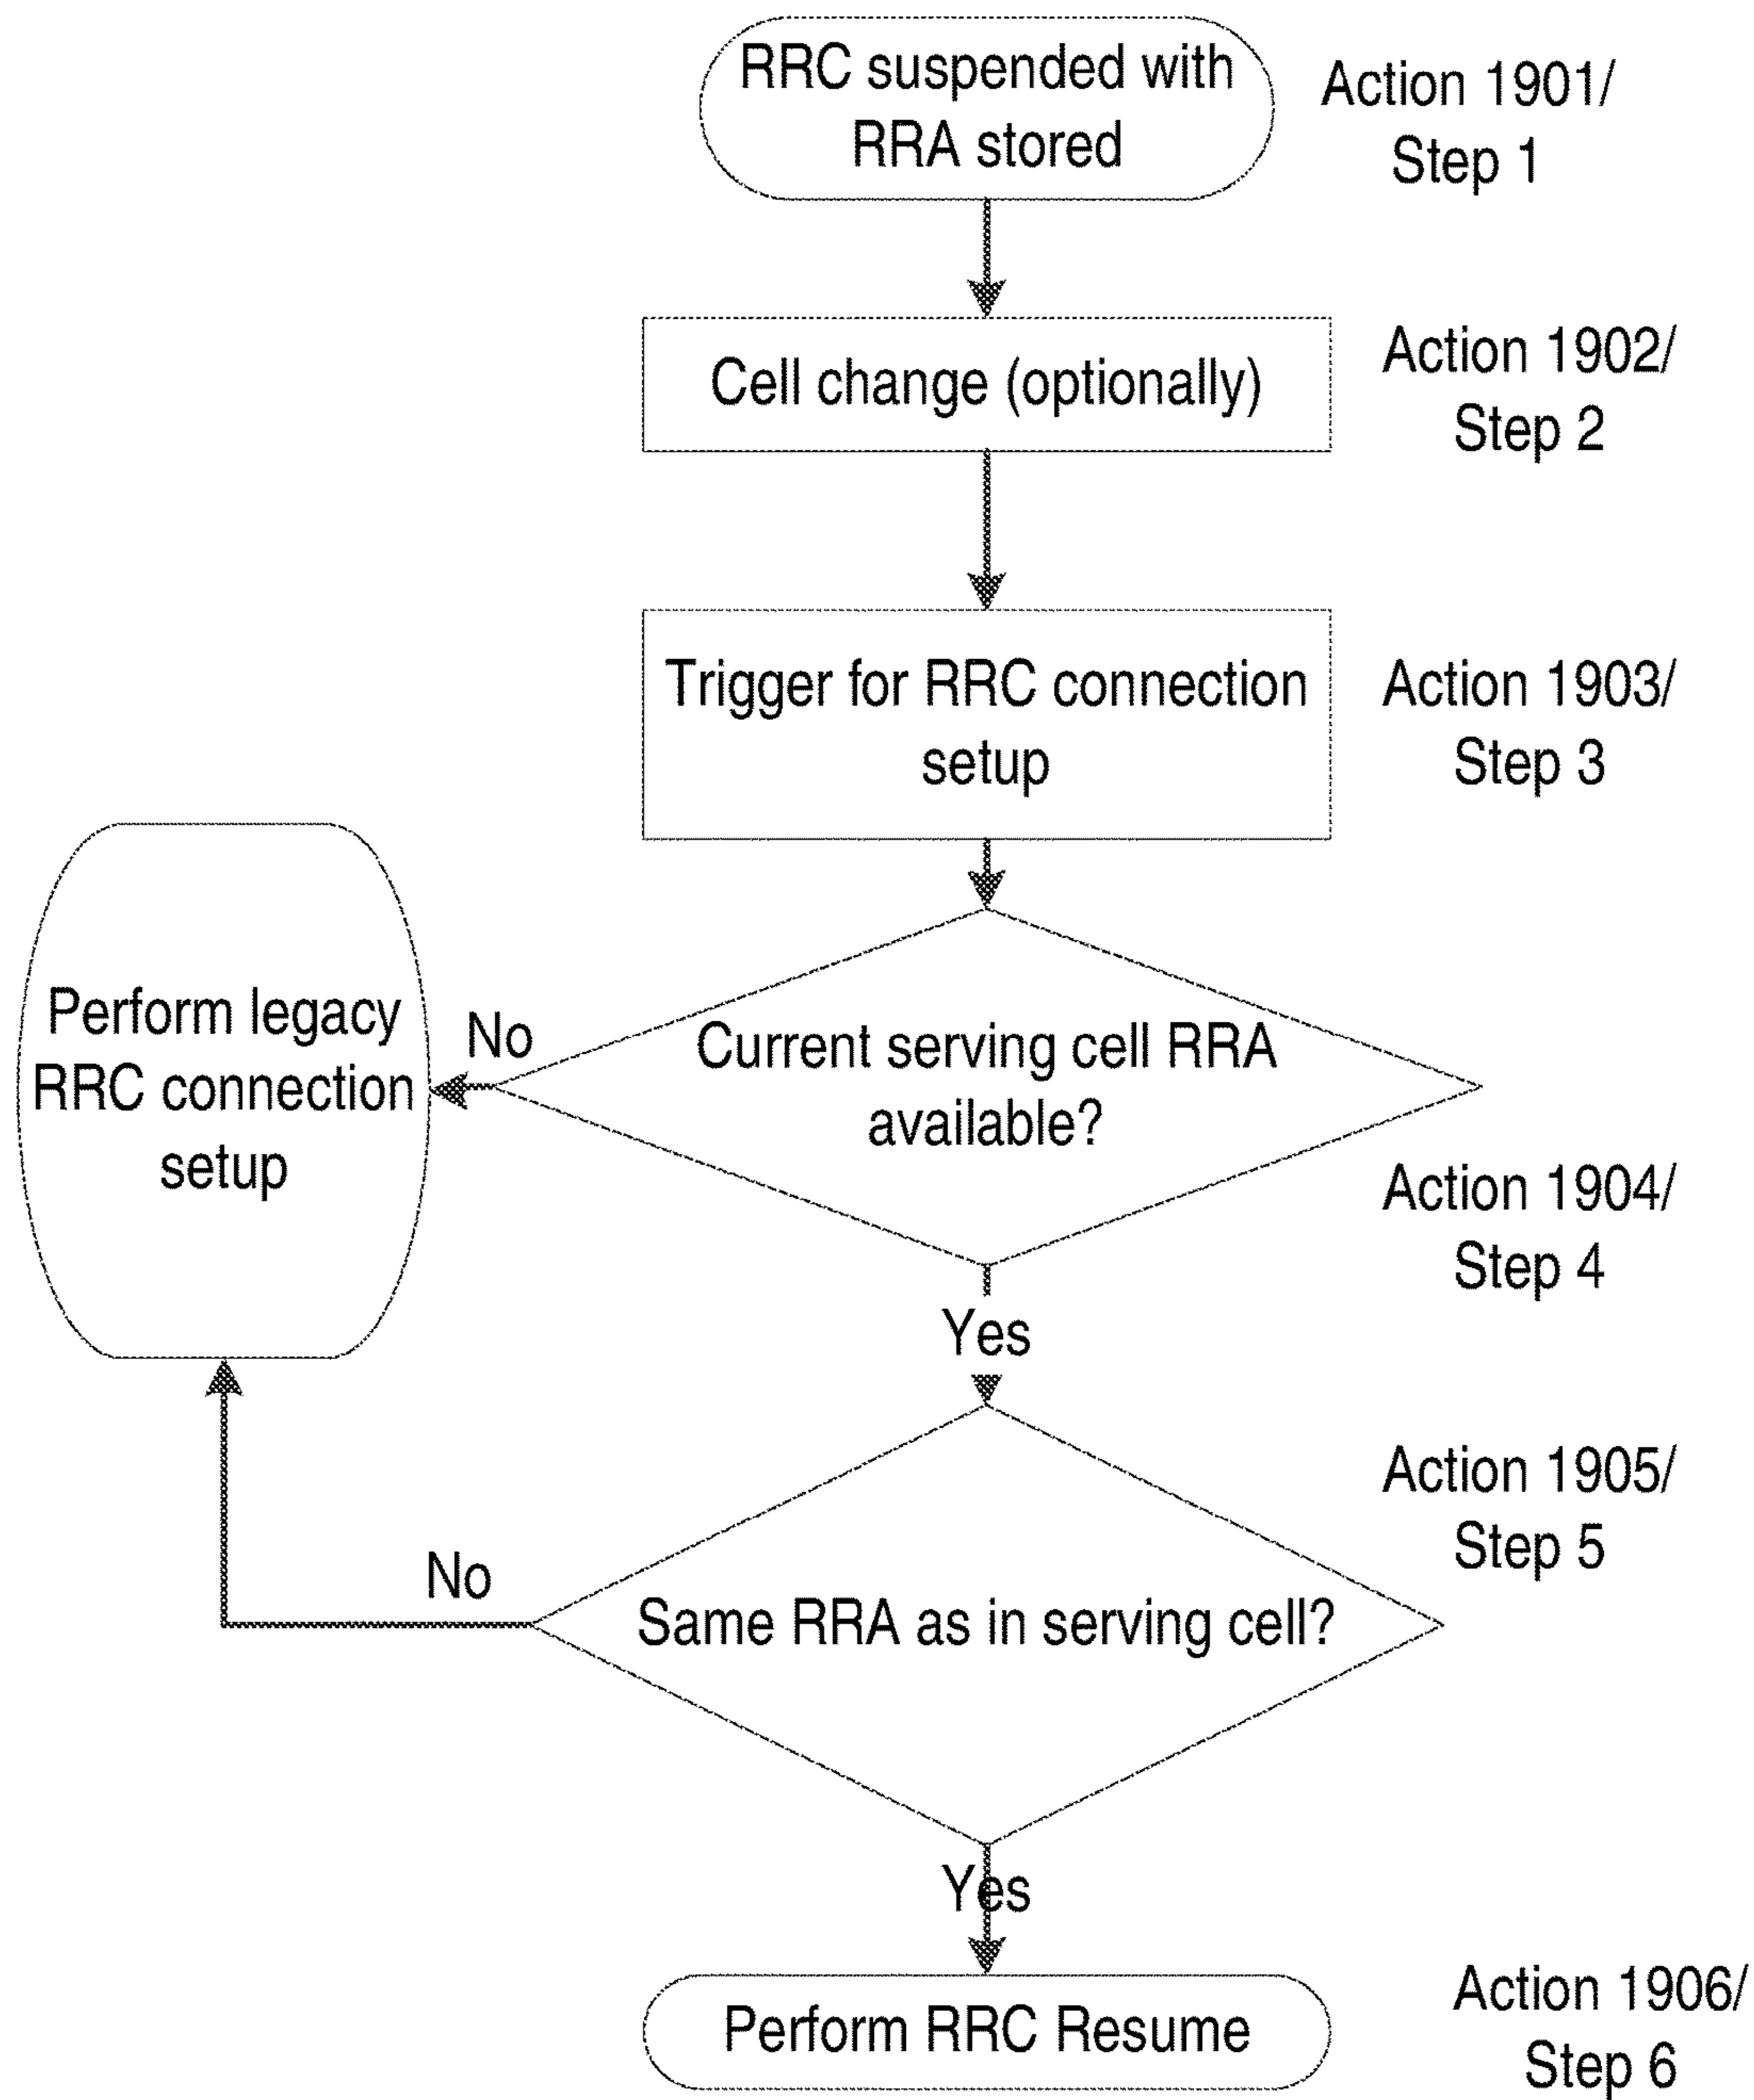 RRC suspended with
RRA stored
Action 1901/
Step 1
Cell change (optionally)
Action 1902/
Step 2
Trigger for RRC connection
setup
Action 1903/
Step 3
Perform legacy
RRC connection
setup
No
Current serving cell RRA
available?
Action 1904/
Step 4
Yes
Action 1905/
Step 5
No
Same RRA as in serving cell?
Yes
Perform RRC Resume
Action 1906/
Step 6